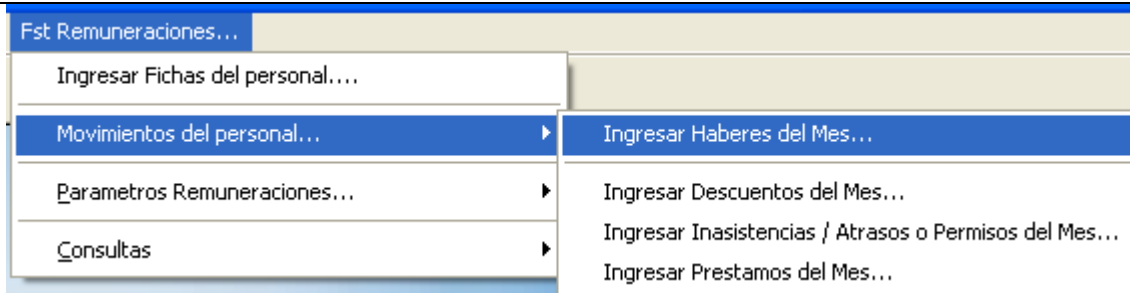 Fst Remuneraciones...
Ingresar Fichas del personal....
Movimientos del personal...
Ingresar Haberes del Mes...
Parametros Remuneraciones...
Ingresar Descuentos del Mes...
Ingresar Inasistencias / Atrasos o Permisos del Mes...
Consultas
Ingresar Prestamos del Mes...